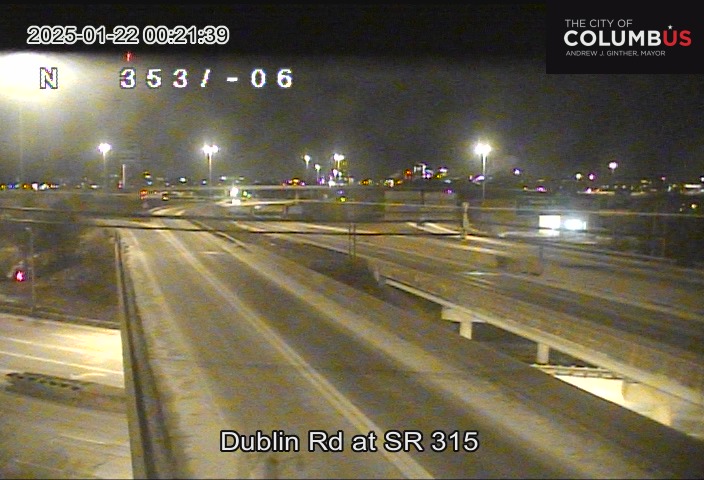 2025-01-22 00:21:39
THE CITY OF
COLUMBUS
ANDREW J. GINTHER, MAYOR
N 353/-06
Dublin Rd at SR 315